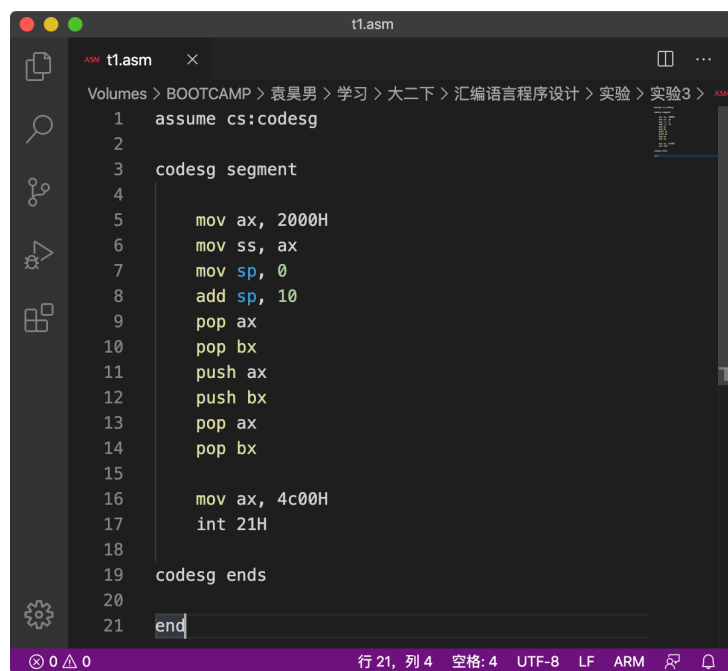 t1.asm
ASM t1.asm
Volumes > BOOTCAMP > 袁昊男 > 学习 > 大二下 > 汇编语言程序设计 > 实验 > 实验3 > ASM
1 assume cs:codesg
2
3 codesg segment
4
5 mov ax, 2000H
6 mov ss, ax
7 mov sp, 0
8 add sp, 10
9 pop ax
10 pop bx
11 push ax
12 push bx
13 pop ax
14 pop bx
15
16 mov ax, 4c00H
17 int 21H
18
19 codesg ends
20
21 end
0 0 行 21，列 4 空格: 4 UTF-8 LF ARM